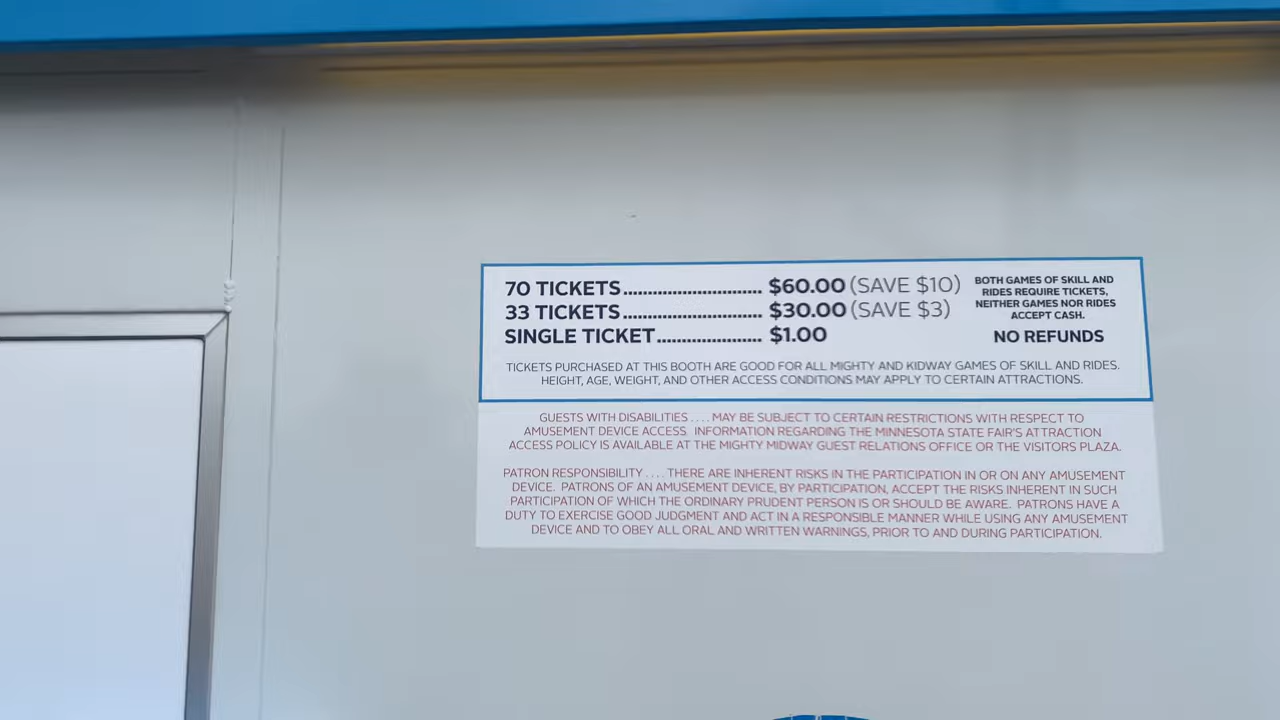 70 TICKETS............................ $60.00 (SAVE $10)
33 TICKETS............................ $30.00 (SAVE $3)
SINGLE TICKET..................... $1.00
BOTH GAMES OF SKILL AND
RIDES REQUIRE TICKETS,
NEITHER GAMES NOR RIDES
ACCEPT CASH.
NO REFUNDS
TICKETS PURCHASED AT THIS BOOTH ARE GOOD FOR ALL MIGHTY AND KIDWAY GAMES OF SKILL AND RIDES.
HEIGHT, AGE, WEIGHT, AND OTHER ACCESS CONDITIONS MAY APPLY TO CERTAIN ATTRACTIONS.
GUESTS WITH DISABILITIES .... MAY BE SUBJECT TO CERTAIN RESTRICTIONS WITH RESPECT TO
AMUSEMENT DEVICE ACCESS. INFORMATION REGARDING THE MINNESOTA STATE FAIR'S ATTRACTION
ACCESS POLICY IS AVAILABLE AT THE MIGHTY MIDWAY GUEST RELATIONS OFFICE OR THE VISITORS PLAZA.
PATRON RESPONSIBILITY .... THERE ARE INHERENT RISKS IN THE PARTICIPATION IN OR ON ANY AMUSEMENT
DEVICE. PATRONS OF AN AMUSEMENT DEVICE, BY PARTICIPATION, ACCEPT THE RISKS INHERENT IN SUCH
PARTICIPATION OF WHICH THE ORDINARY PRUDENT PERSON IS OR SHOULD BE AWARE. PATRONS HAVE A
DUTY TO EXERCISE GOOD JUDGMENT AND ACT IN A RESPONSIBLE MANNER WHILE USING ANY AMUSEMENT
DEVICE AND TO OBEY ALL ORAL AND WRITTEN WARNINGS, PRIOR TO AND DURING PARTICIPATION.